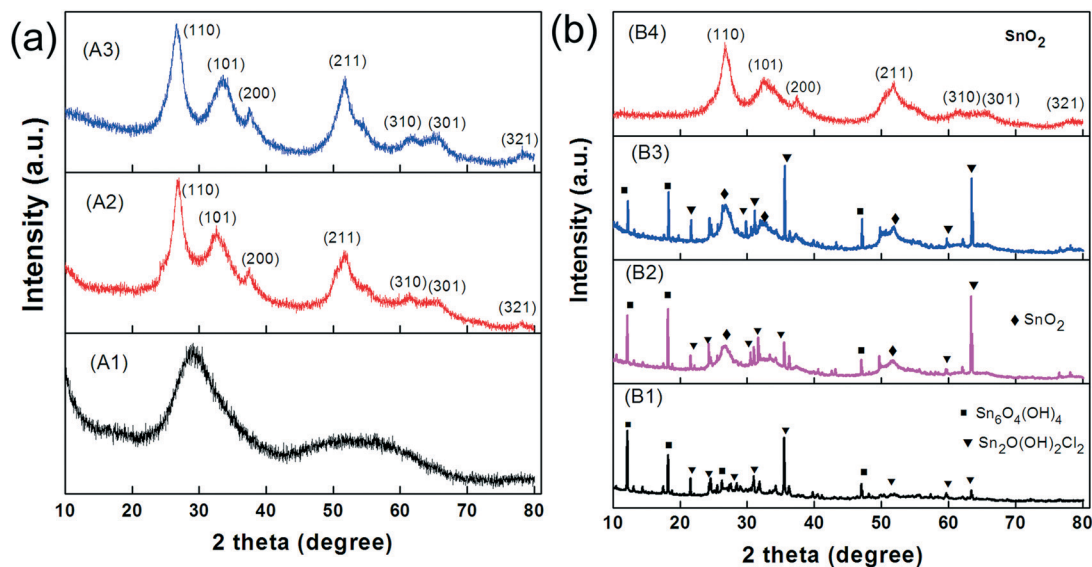 (a)
(A3)
(110)
(101)
(200)
(211)
(310)
(301)
(321)
(A2)
(110)
(101)
(200)
(211)
(310)
(301)
(321)
(A1)
Intensity (a.u.)
10 20 30 40 50 60 70 80
2 theta (degree)
(b)
(B4)
SnO2
(110)
(101)
(200)
(211)
(310)
(301)
(321)
(B3)
(B2)
SnO2
(B1)
Sn6O4(OH)4
Sn2O(OH)2Cl2
Intensity (a.u.)
10 20 30 40 50 60 70 80
2 theta (degree)